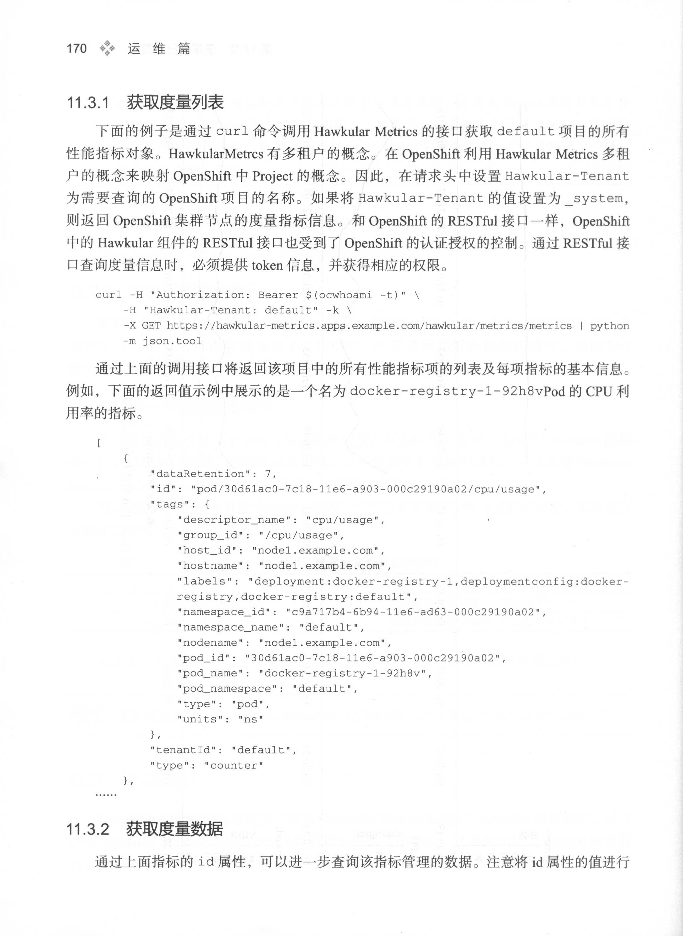 170 运维篇
11.3.1 获取度量列表
下面的例子是通过 curl 命令调用 Hawkular Metrics 的接口获取 default 项目的所有
性能指标对象。HawkularMetrcs 有多租户的概念。在 OpenShift 利用 Hawkular Metrics 多租
户的概念来映射 OpenShift 中 Project 的概念。因此，在请求头中设置 Hawkular-Tenant
为需要查询的 OpenShift 项目的名称。如果将 Hawkular-Tenant 的值设置为 _system，
则返回 OpenShift 集群节点的度量指标信息。和 OpenShift 的 RESTful 接口一样，OpenShift
中的 Hawkular 组件的 RESTful 接口也受到了 OpenShift 的认证授权的控制。通过 RESTful 接
口查询度量信息时，必须提供 token 信息，并获得相应的权限。
curl -H "Authorization: Bearer $(ocwhoami -t)" \
-H "Hawkular-Tenant: default" -k \
-X GET https://hawkular-metrics.apps.example.com/hawkular/metrics/metrics | python
-m json.tool
通过上面的调用接口将返回该项目中的所有性能指标项的列表及每项指标的基本信息。
例如，下面的返回值示例中展示的是一个名为 docker-registry-1-92h8vPod 的 CPU 利
用率的指标。
[
{
"dataRetention": 7,
"id": "pod/30d61ac0-7c18-11e6-a903-000c29190a02/cpu/usage",
"tags": {
"descriptor_name": "cpu/usage",
"group_id": "/cpu/usage",
"host_id": "node1.example.com",
"hostname": "node1.example.com",
"labels": "deployment:docker-registry-1,deploymentconfig:docker-
registry,docker-registry:default",
"namespace_id": "c9a717b4-6b94-11e6-ad63-000c29190a02",
"namespace_name": "default",
"nodename": "node1.example.com",
"pod_id": "30d61ac0-7c18-11e6-a903-000c29190a02",
"pod_name": "docker-registry-1-92h8v",
"pod_namespace": "default",
"type": "pod",
"units": "ns"
},
"tenantId": "default",
"type": "counter"
},
……
11.3.2 获取度量数据
通过上面指标的 id 属性，可以进一步查询该指标管理的数据。注意将 id 属性的值进行